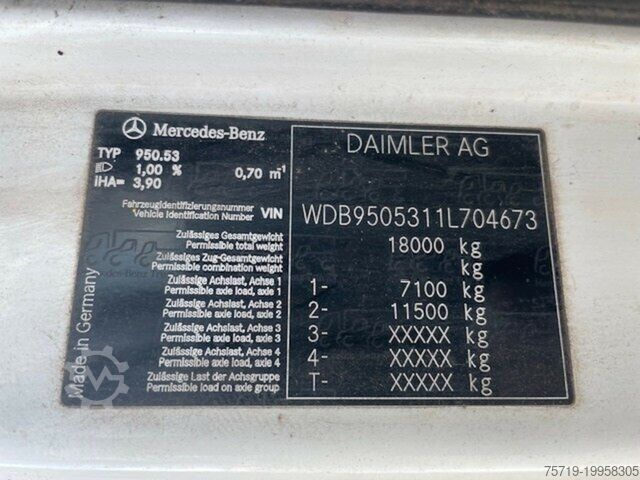 Mercedes-Benz
DAIMLER AG
TYP 950.53
1,00 % 0,70 m¹
iHA= 3,90
Fahrzeugidentifizierungsnummer
Vehicle Identification Number VIN WDB9505311L704673
Zulässiges Gesamtgewicht
Permissible total weight 18000 kg
Zulässiges Zug-Gesamtgewicht
Permissible combination weight kg
Zulässige Achslast, Achse 1
Permissible axle load, axle 1 1- 7100 kg
Zulässige Achslast, Achse 2
Permissible axle load, axle 2 2- 11500 kg
Zulässige Achslast, Achse 3
Permissible axle load, axle 3 3- XXXXX kg
Zulässige Achslast, Achse 4
Permissible axle load, axle 4 4- XXXXX kg
Zulässige Last der Achsgruppe
Permissible load on axle group T- XXXXX kg
Made in Germany
75719-19958305